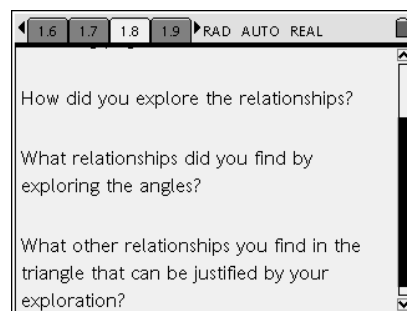 1.6 1.7 1.8 1.9 RAD AUTO REAL
How did you explore the relationships?
What relationships did you find by
exploring the angles?
What other relationships you find in the
triangle that can be justified by your
exploration?